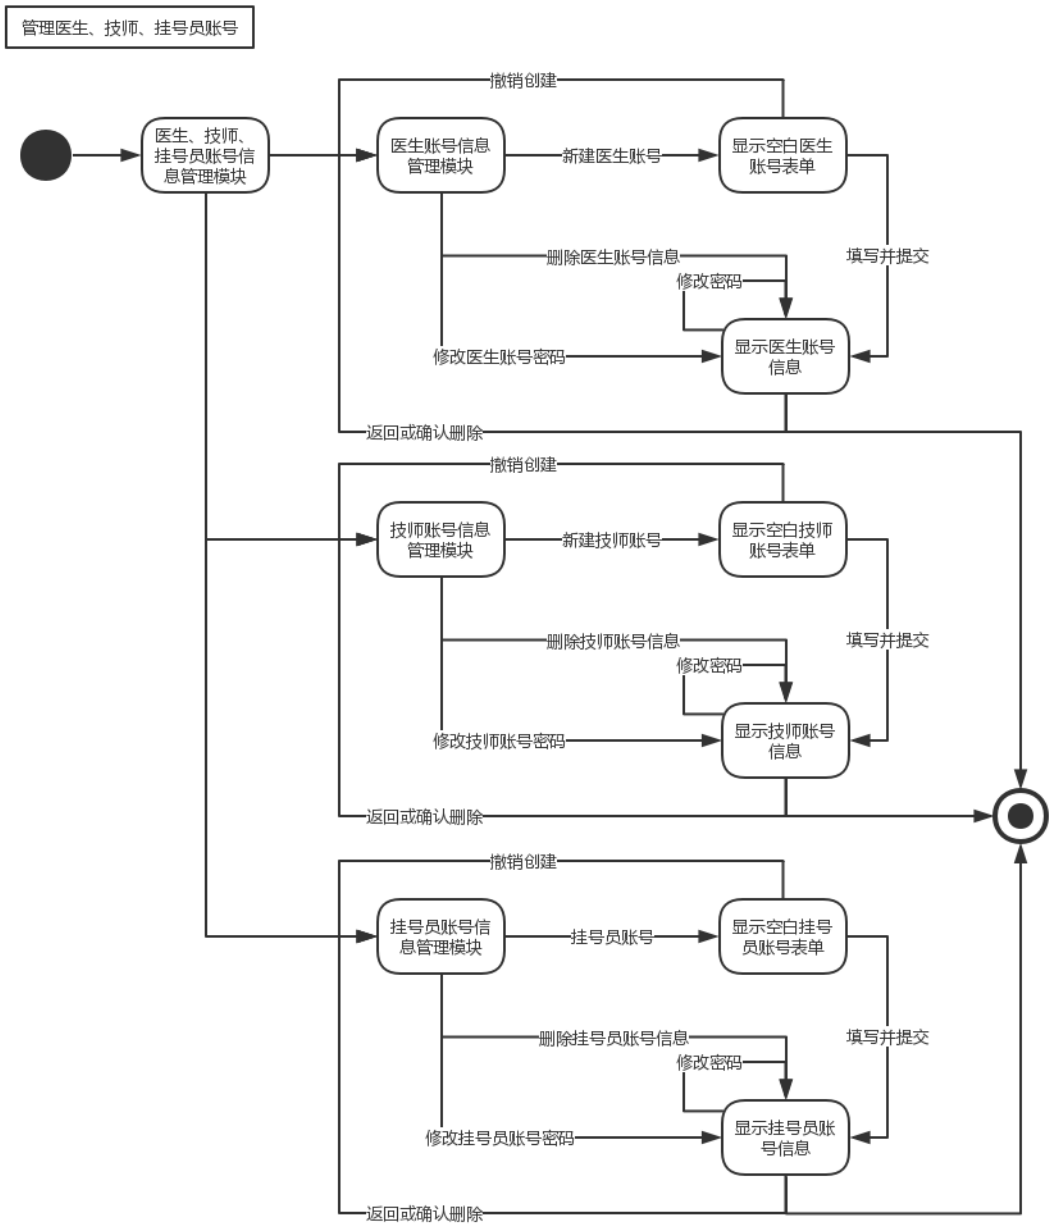 管理医生、技师、挂号员账号
撤销创建
医生、技师、
挂号员账号信
息管理模块
医生账号信息
管理模块
新建医生账号
显示空白医生
账号表单
删除医生账号信息
填写并提交
修改密码
修改医生账号密码
显示医生账号
信息
返回或确认删除
撤销创建
技师账号信息
管理模块
新建技师账号
显示空白技师
账号表单
删除技师账号信息
填写并提交
修改密码
修改技师账号密码
显示技师账号
信息
返回或确认删除
撤销创建
挂号员账号信
息管理模块
挂号员账号
显示空白挂号
员账号表单
删除挂号员账号信息
填写并提交
修改密码
修改挂号员账号密码
显示挂号员账
号信息
返回或确认删除